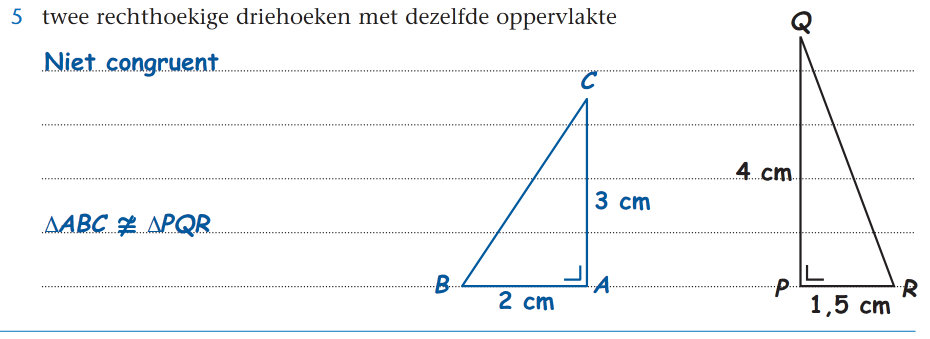 5 twee rechthoekige driehoeken met dezelfde oppervlakte
Niet congruent
ΔABC ≇ ΔPQR
C
3 cm
B
A
2 cm
Q
4 cm
P
R
1,5 cm